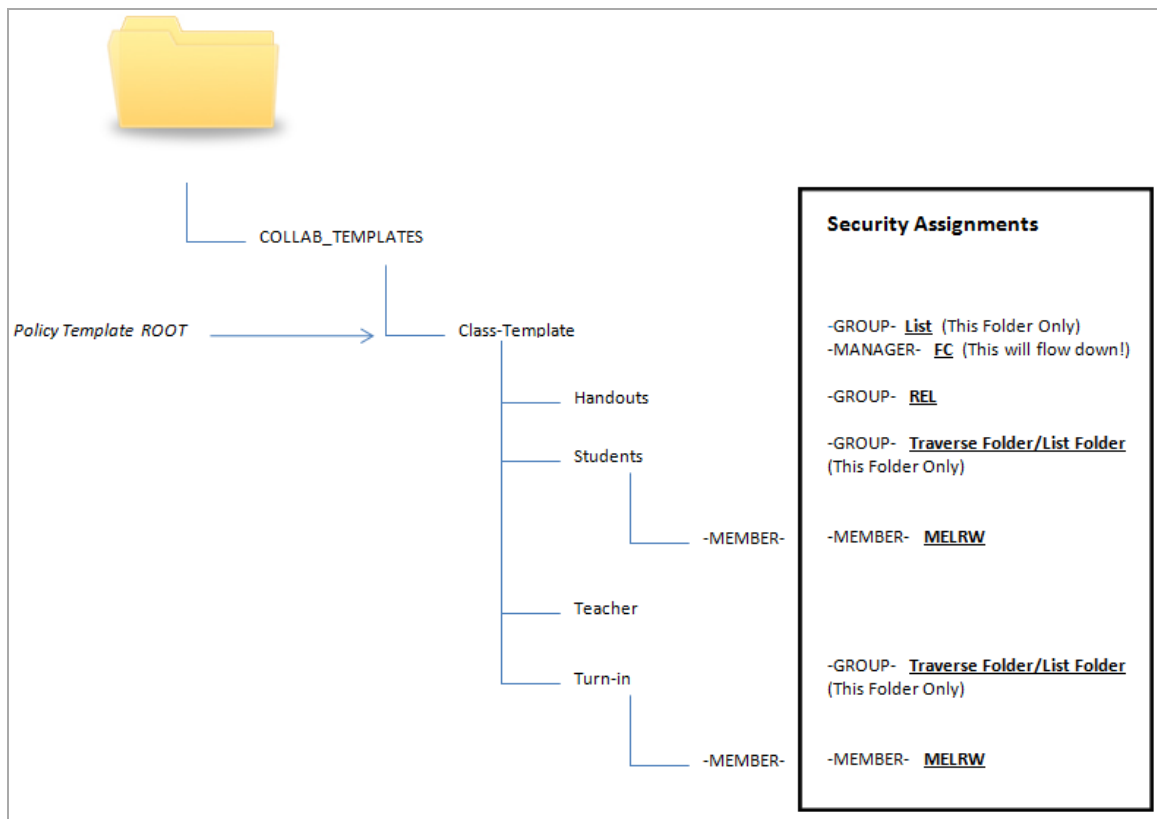 Security Assignments
COLLAB_TEMPLATES
Policy Template ROOT
Class-Template
-GROUP- List (This Folder Only)
-MANAGER- FC (This will flow down!)
Handouts
-GROUP- REL
Students
-GROUP- Traverse Folder/List Folder
(This Folder Only)
-MEMBER-
-MEMBER- MELRW
Teacher
Turn-in
-GROUP- Traverse Folder/List Folder
(This Folder Only)
-MEMBER-
-MEMBER- MELRW